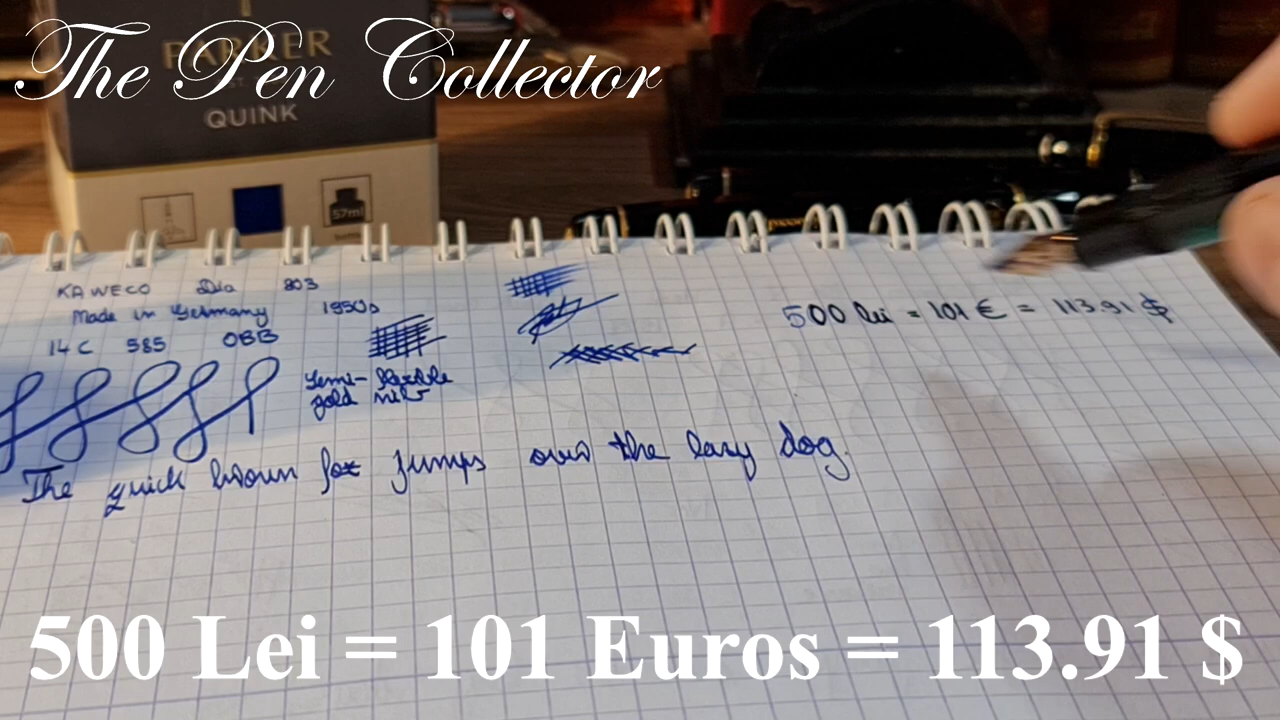 The Pen Collector
PARKER
QUINK
57ml
KAWECO Dia 803
Made in Germany 1950s
14 C 585 OBB
Semi-flexible
gold nib
500 lei = 101 € = 113.91 $
The quick brown fox jumps over the lazy dog.
500 Lei = 101 Euros = 113.91 $